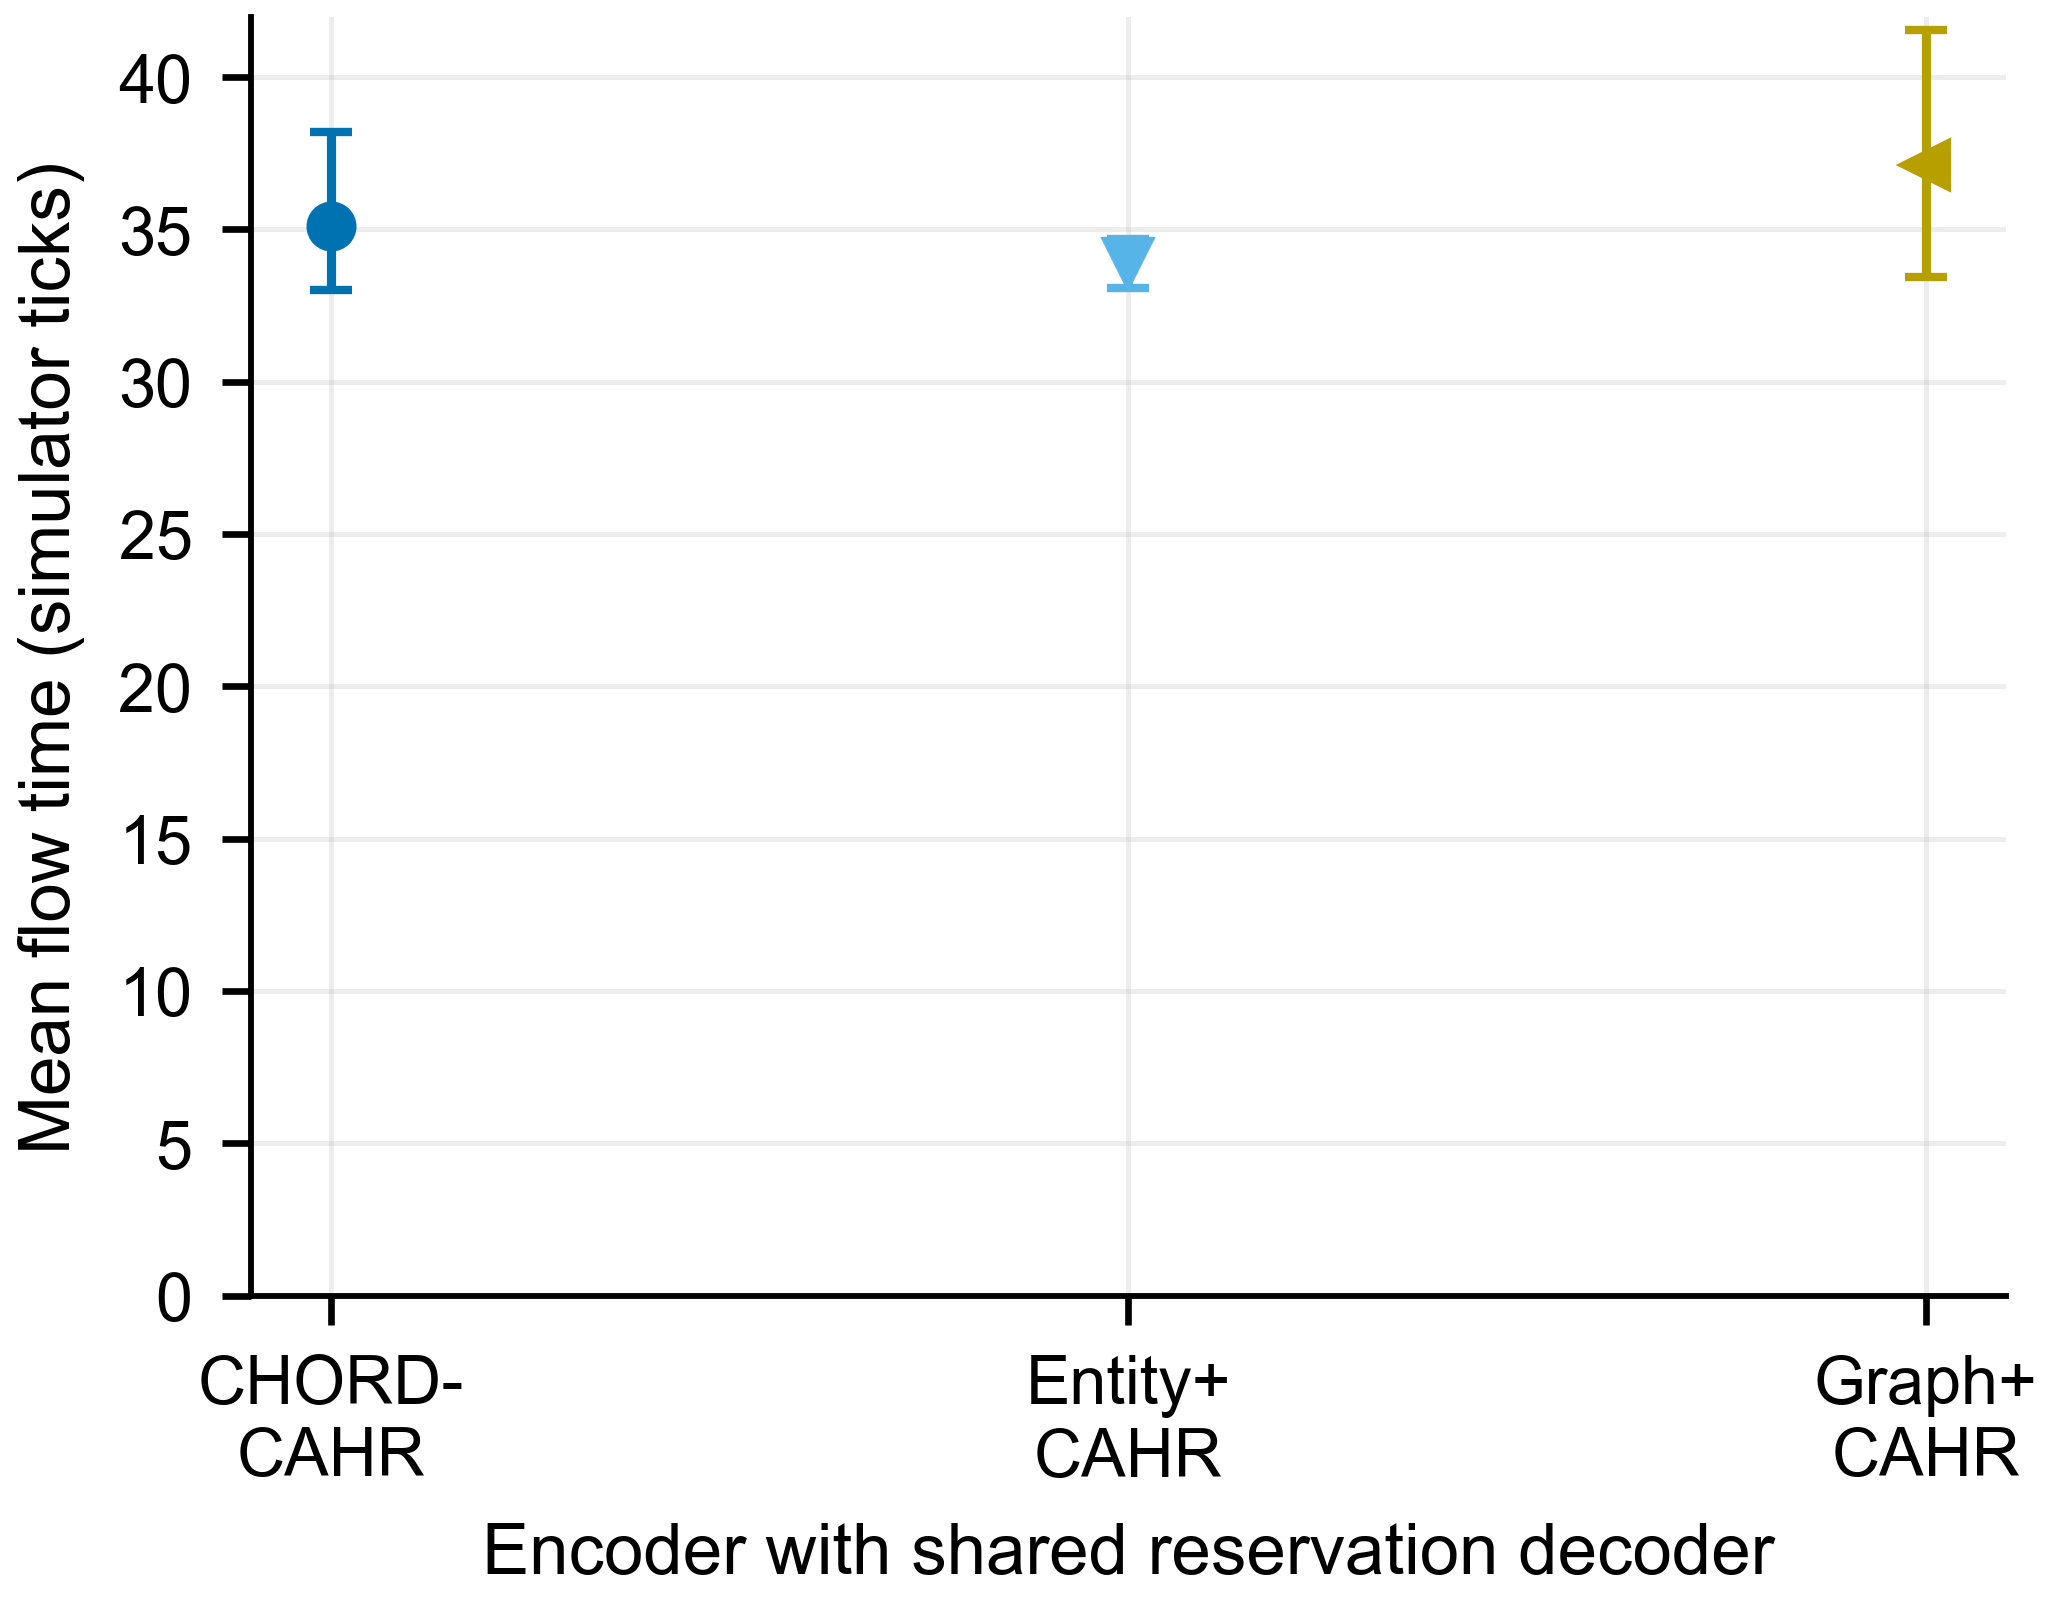 Mean flow time (simulator ticks)
40
35
30
25
20
15
10
5
0
CHORD-
CAHR
Entity+
CAHR
Graph+
CAHR
Encoder with shared reservation decoder